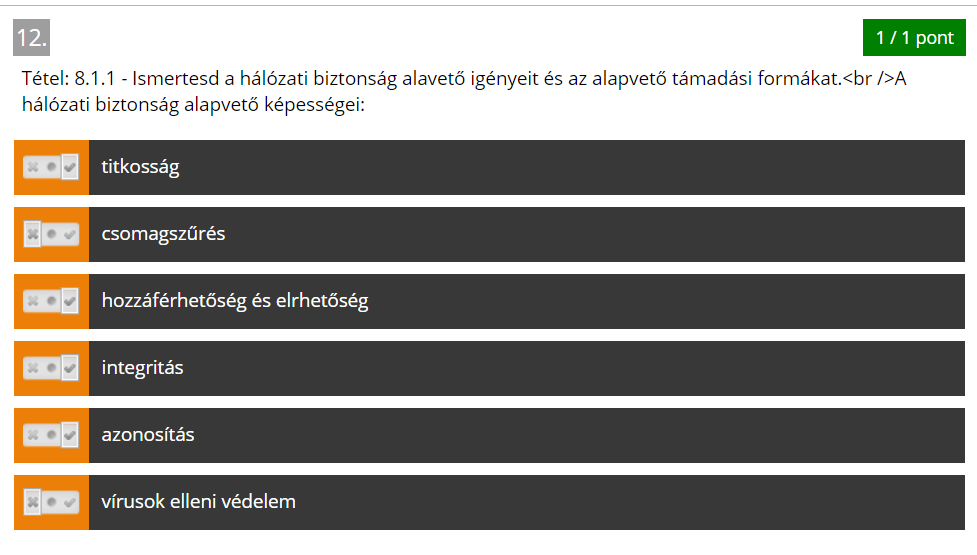 12.
1 / 1 pont
Tétel: 8.1.1 - Ismertesd a hálózati biztonság alavető igényeit és az alapvető támadási formákat.<br />A
hálózati biztonság alapvető képességei:
titkosság
csomagszűrés
hozzáférhetőség és elrhetőség
integritás
azonosítás
vírusok elleni védelem